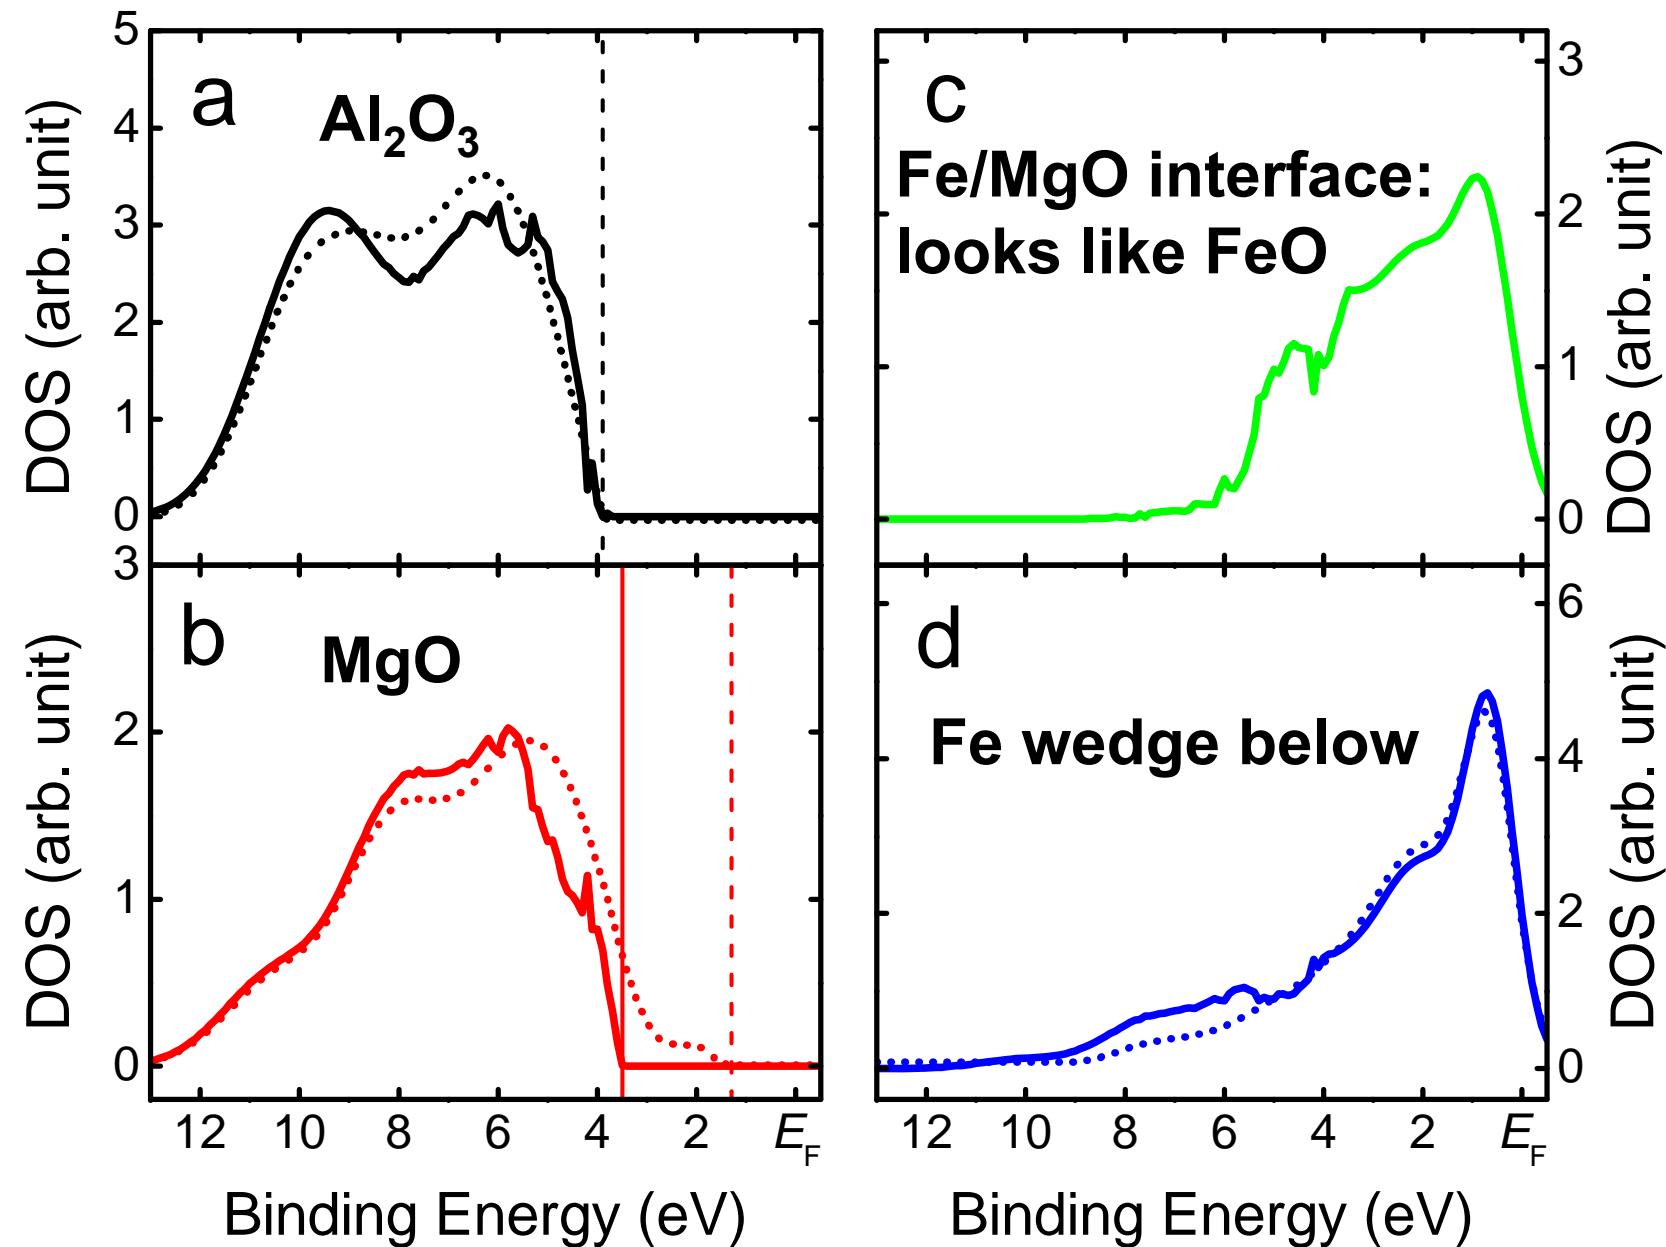 5
4
3
2
1
0
DOS (arb. unit)
a
Al₂O₃
3
2
1
0
DOS (arb. unit)
b
MgO
12 10 8 6 4 2 E_F
Binding Energy (eV)
c
Fe/MgO interface:
looks like FeO
3
2
1
0
DOS (arb. unit)
d
Fe wedge below
6
4
2
0
DOS (arb. unit)
12 10 8 6 4 2 E_F
Binding Energy (eV)